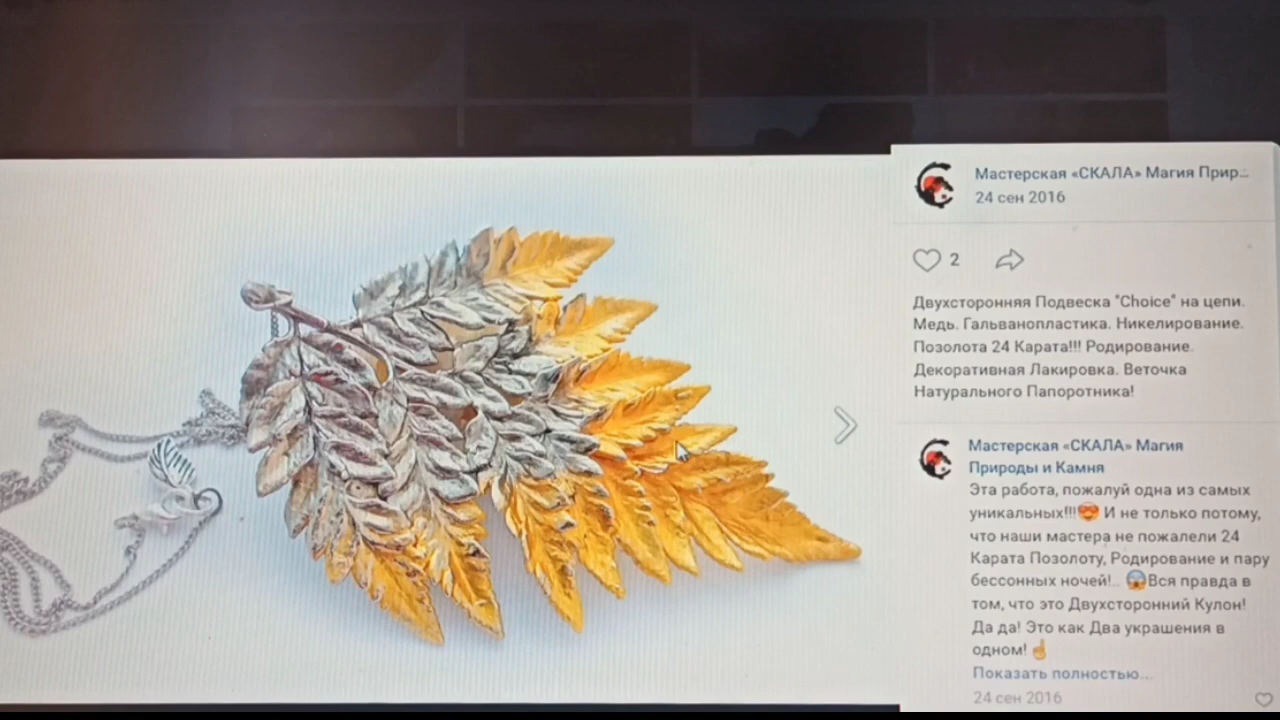 Мастерская «СКАЛА» Магия Прир...
24 сен 2016
2
Двухсторонняя Подвеска "Choice" на цепи.
Медь. Гальванопластика. Никелирование.
Позолота 24 Карата!!! Родирование.
Декоративная Лакировка. Веточка
Натурального Папоротника!
Мастерская «СКАЛА» Магия
Природы и Камня
Эта работа, пожалуй одна из самых
уникальных!!!😍 И не только потому,
что наши мастера не пожалели 24
Карата Позолоту, Родирование и пару
бессонных ночей!.. 😱Вся правда в
том, что это Двухсторонний Кулон!
Да да! Это как Два украшения в
одном!☝
Показать полностью...
24 сен 2016